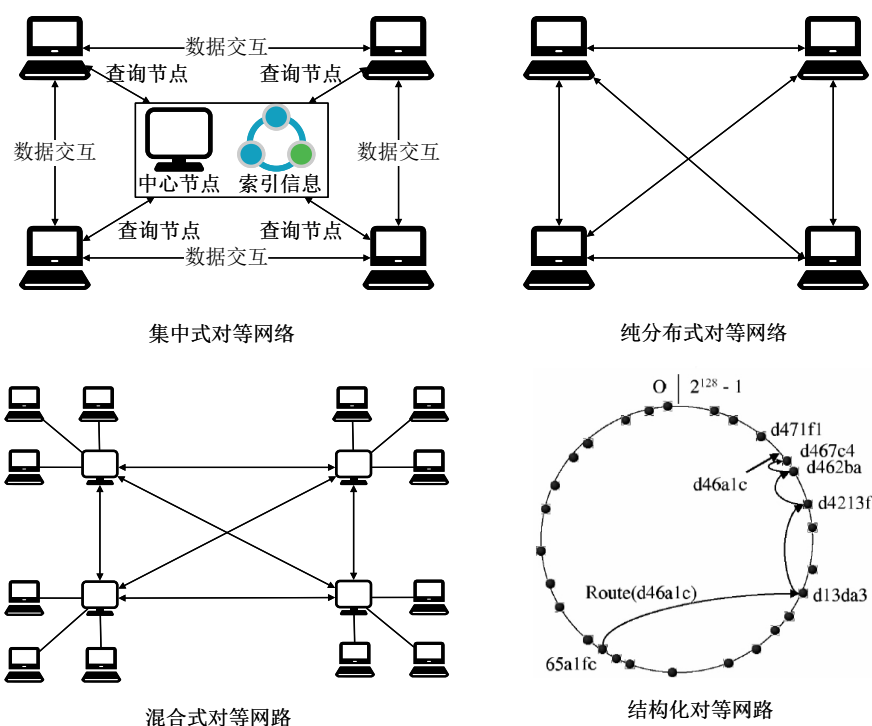 数据交互
查询节点
查询节点
数据交互
数据交互
中心节点
索引信息
查询节点
查询节点
数据交互
集中式对等网络
纯分布式对等网络
混合式对等网路
O
2¹²⁸ - 1
d471f1
d467c4
d462ba
d46a1c
d4213f
Route(d46a1c)
d13da3
65a1fc
结构化对等网路